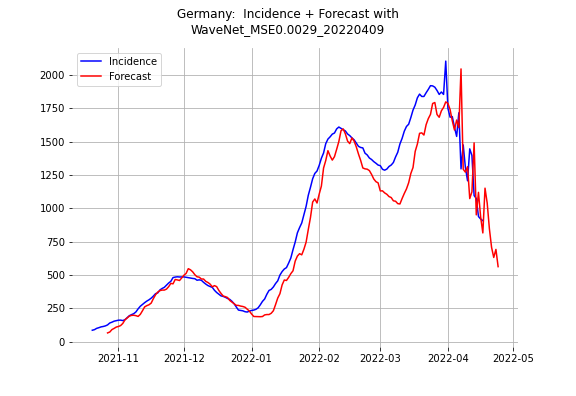 Germany:  Incidence + Forecast with
WaveNet_MSE0.0029_20220409
Incidence
Forecast
2000
1750
1500
1250
1000
750
500
250
0
2021-11 2021-12 2022-01 2022-02 2022-03 2022-04 2022-05